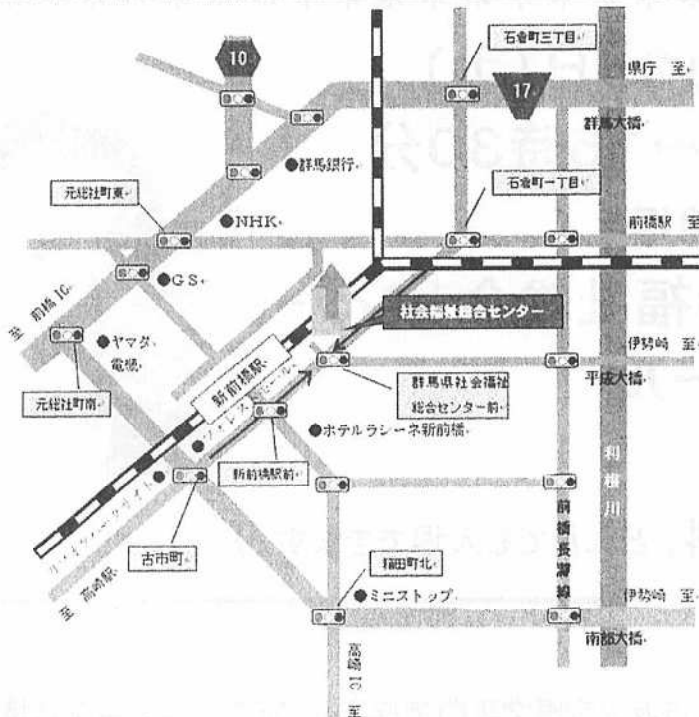 石倉町三丁目
10
17
県庁 至
群馬大橋
群馬銀行
元総社町東
石倉町一丁目
NHK
前橋駅 至
GS
至 前橋IC
社会福祉総合センター
ヤマダ
電機
伊勢崎 至
新前橋駅
元総社町南
群馬県社会福祉
総合センター前
平成大橋
ホテルラシーネ新前橋
新前橋駅前
利根川
古市町
前橋長瀞線
稲田町北
至 高崎駅
ミニストップ
伊勢崎 至
南部大橋
高崎IC 至